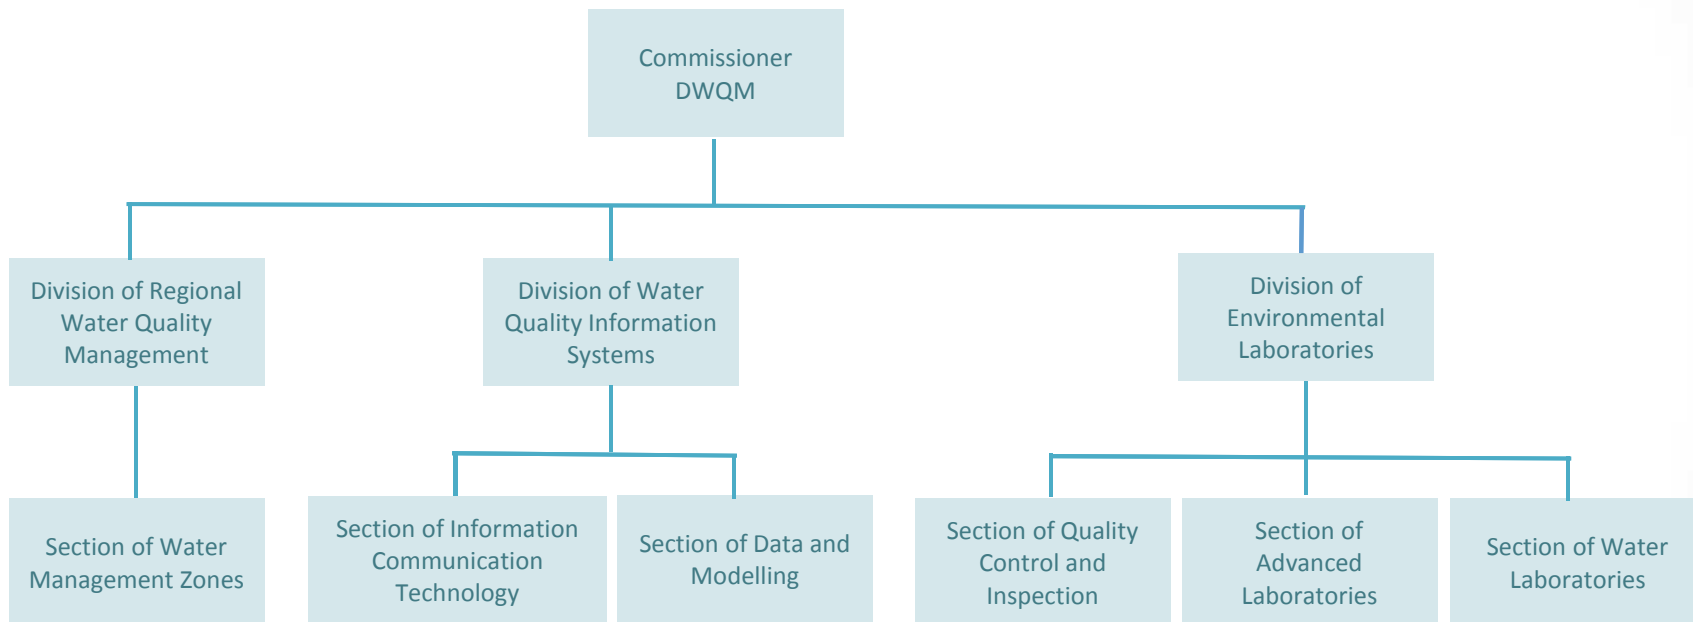 Commissioner
DWQM
Division of Regional
Water Quality
Management
Division of Water
Quality Information
Systems
Division of
Environmental
Laboratories
Section of Water
Management Zones
Section of Information
Communication
Technology
Section of Data and
Modelling
Section of Quality
Control and
Inspection
Section of
Advanced
Laboratories
Section of Water
Laboratories